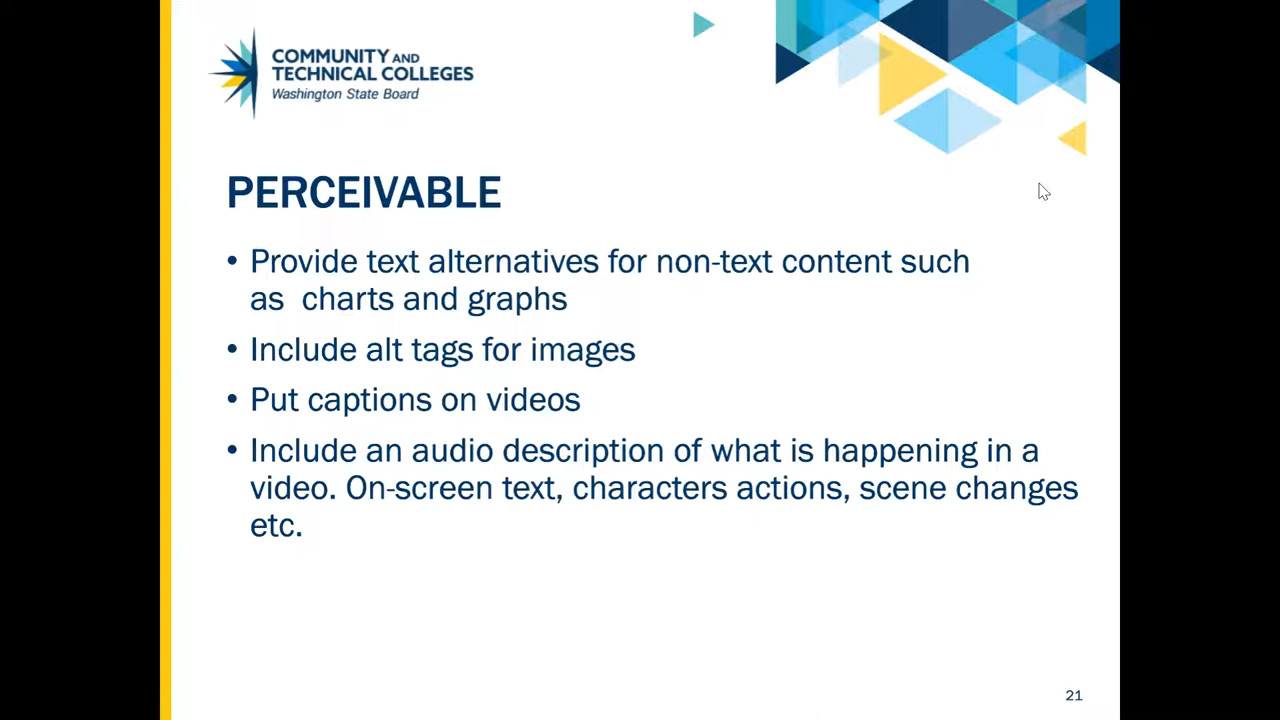 COMMUNITY AND
TECHNICAL COLLEGES
Washington State Board
PERCEIVABLE
• Provide text alternatives for non-text content such
as  charts and graphs
• Include alt tags for images
• Put captions on videos
• Include an audio description of what is happening in a
video. On-screen text, characters actions, scene changes
etc.
21